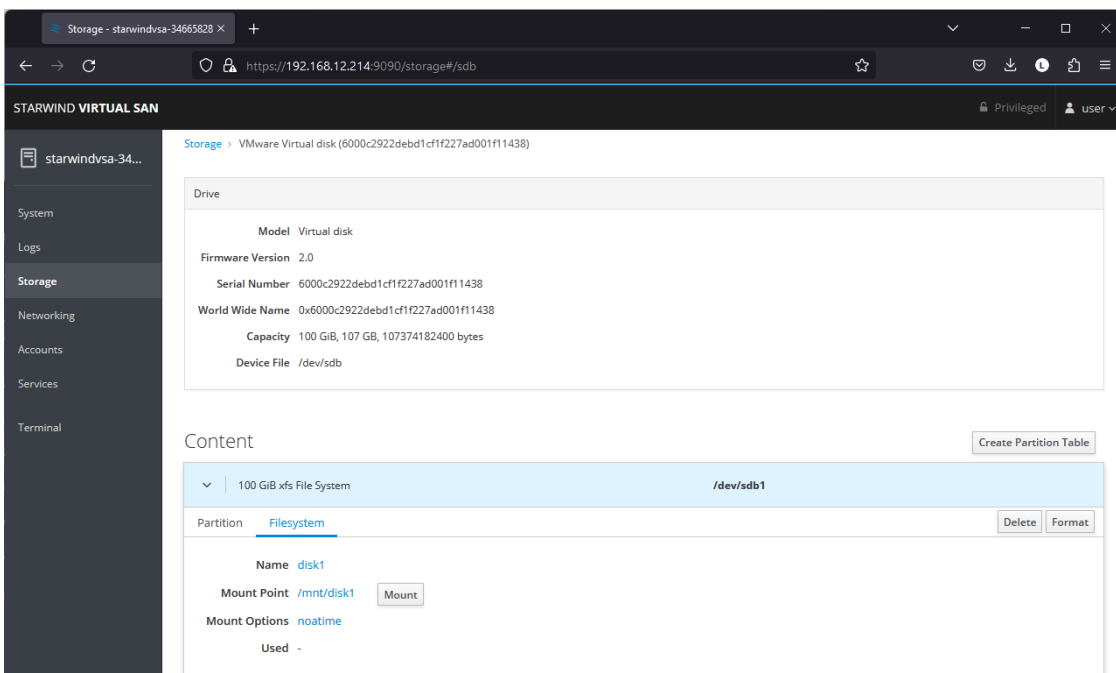 Storage - starwindvsa-34665828
https://192.168.12.214:9090/storage#/sdb
L
STARWIND VIRTUAL SAN
Privileged
user
starwindvsa-34...
System
Logs
Storage
Networking
Accounts
Services
Terminal
Storage > VMware Virtual disk (6000c2922debd1cf1f227ad001f11438)
Drive
Model Virtual disk
Firmware Version 2.0
Serial Number 6000c2922debd1cf1f227ad001f11438
World Wide Name 0x6000c2922debd1cf1f227ad001f11438
Capacity 100 GiB, 107 GB, 107374182400 bytes
Device File /dev/sdb
Content
Create Partition Table
100 GiB xfs File System /dev/sdb1
Partition Filesystem Delete Format
Name disk1
Mount Point /mnt/disk1 Mount
Mount Options noatime
Used -